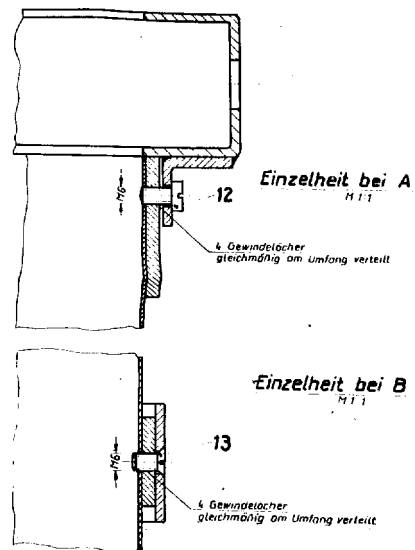 Einzelheit bei A
M 1:1
M6
12
4 Gewindelöcher
gleichmäßig am Umfang verteilt
Einzelheit bei B
M 1:1
13
M6
4 Gewindelöcher
gleichmäßig am Umfang verteilt